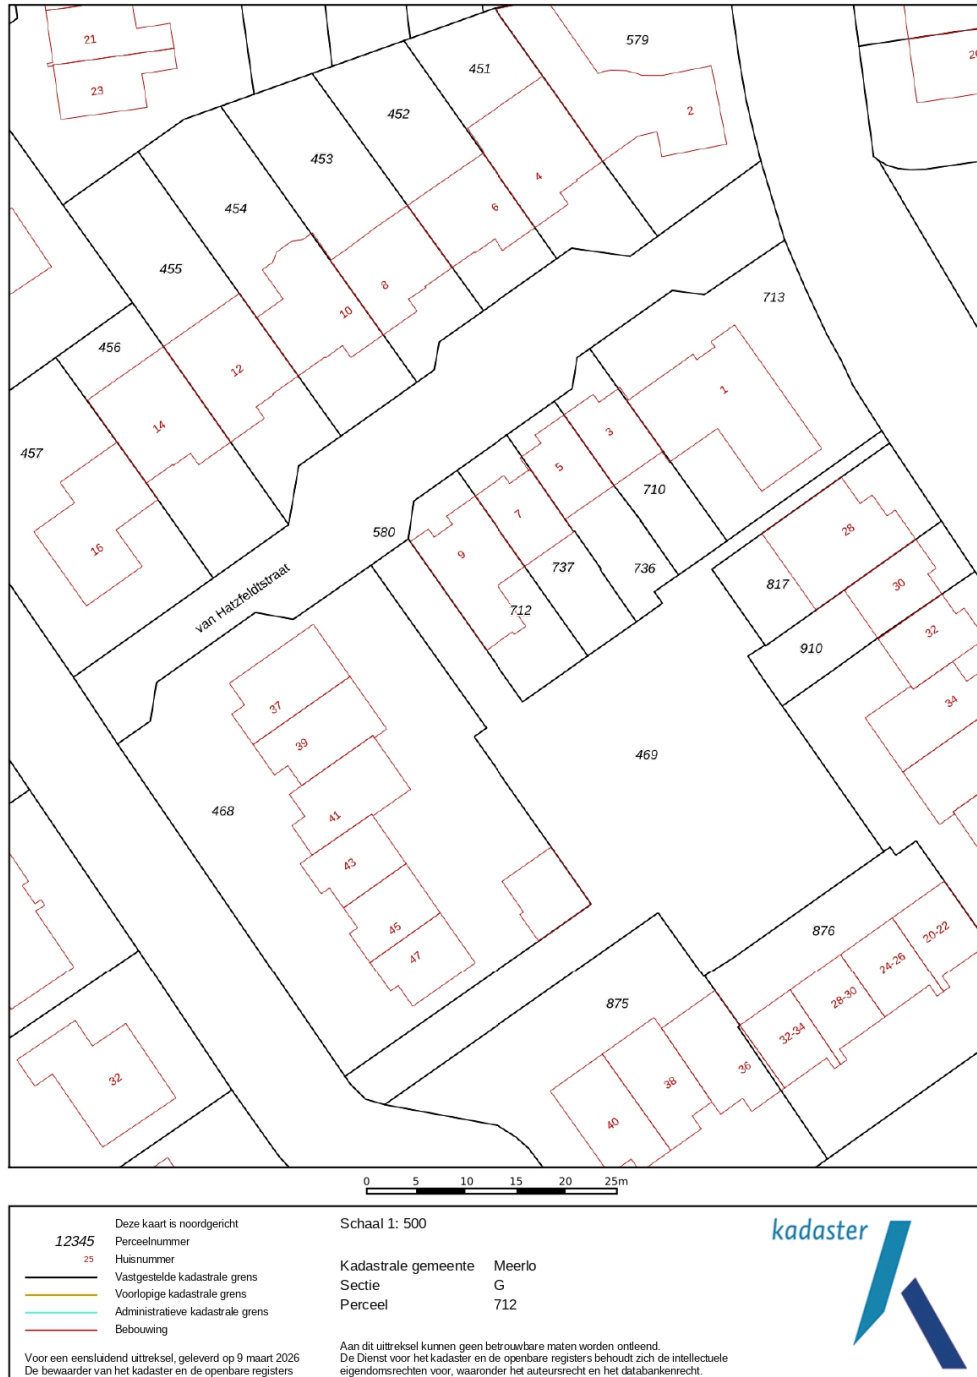 21
23
451
579
452
2
26
453
4
454
6
455
8
713
10
456
12
14
1
457
3
5
710
7
16
580
9
28
737
736
817
30
van Hatzfeldtstraat
712
32
910
34
37
39
469
468
41
43
45
876
20-22
47
24-26
875
28-30
32-34
36
38
32
40
0 5 10 15 20 25m
Deze kaart is noordgericht
12345 Perceelnummer
25 Huisnummer
Vastgestelde kadastrale grens
Voorlopige kadastrale grens
Administratieve kadastrale grens
Bebouwing
Voor een eensluidend uittreksel, geleverd op 9 maart 2026
De bewaarder van het kadaster en de openbare registers
Schaal 1: 500
Kadastrale gemeente Meerlo
Sectie G
Perceel 712
Aan dit uittreksel kunnen geen betrouwbare maten worden ontleend.
De Dienst voor het kadaster en de openbare registers behoudt zich de intellectuele
eigendomsrechten voor, waaronder het auteursrecht en het databankenrecht.
kadaster